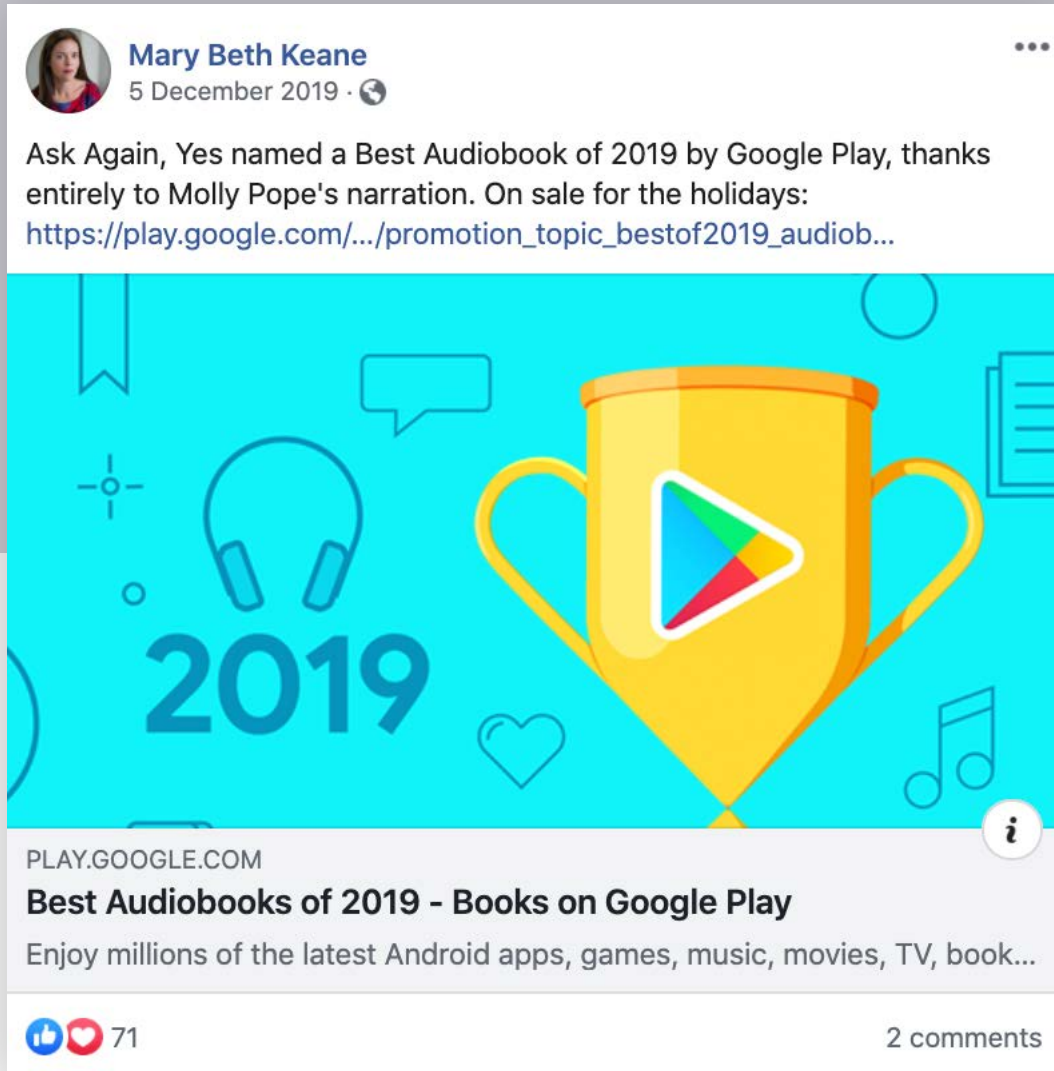 Mary Beth Keane
5 December 2019 ·
Ask Again, Yes named a Best Audiobook of 2019 by Google Play, thanks
entirely to Molly Pope's narration. On sale for the holidays:
https://play.google.com/.../promotion_topic_bestof2019_audiob...
2019
i
PLAY.GOOGLE.COM
Best Audiobooks of 2019 - Books on Google Play
Enjoy millions of the latest Android apps, games, music, movies, TV, book...
71
2 comments